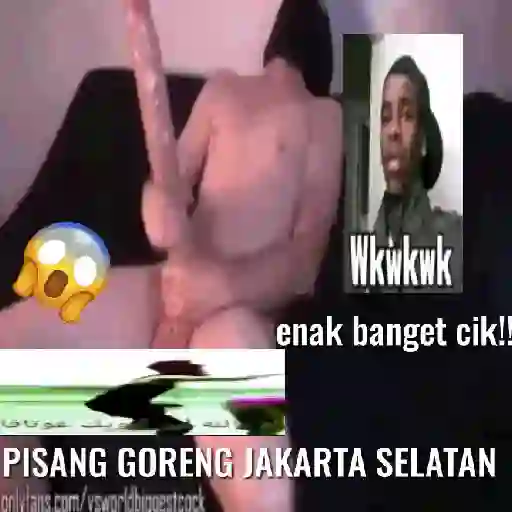 Wkwkwk
enak banget cik!!
PISANG GORENG JAKARTA SELATAN
onlyfans.com/vsworldbiggestcock